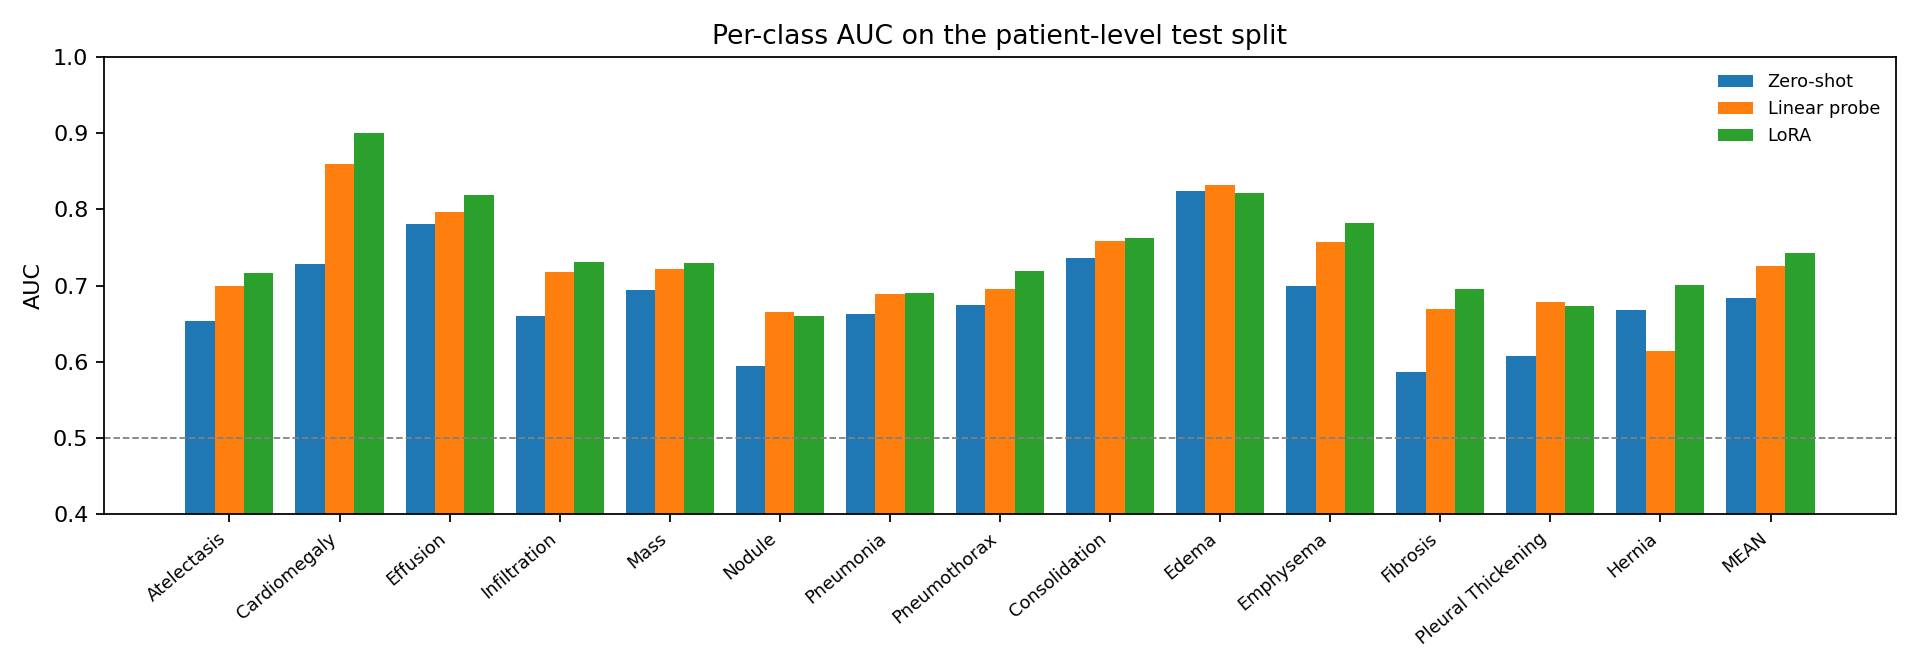 Per-class AUC on the patient-level test split
1.0
0.9
0.8
0.7
0.6
0.5
0.4
AUC
Zero-shot
Linear probe
LoRA
Atelectasis
Cardiomegaly
Effusion
Infiltration
Mass
Nodule
Pneumonia
Pneumothorax
Consolidation
Edema
Emphysema
Fibrosis
Pleural Thickening
Hernia
MEAN